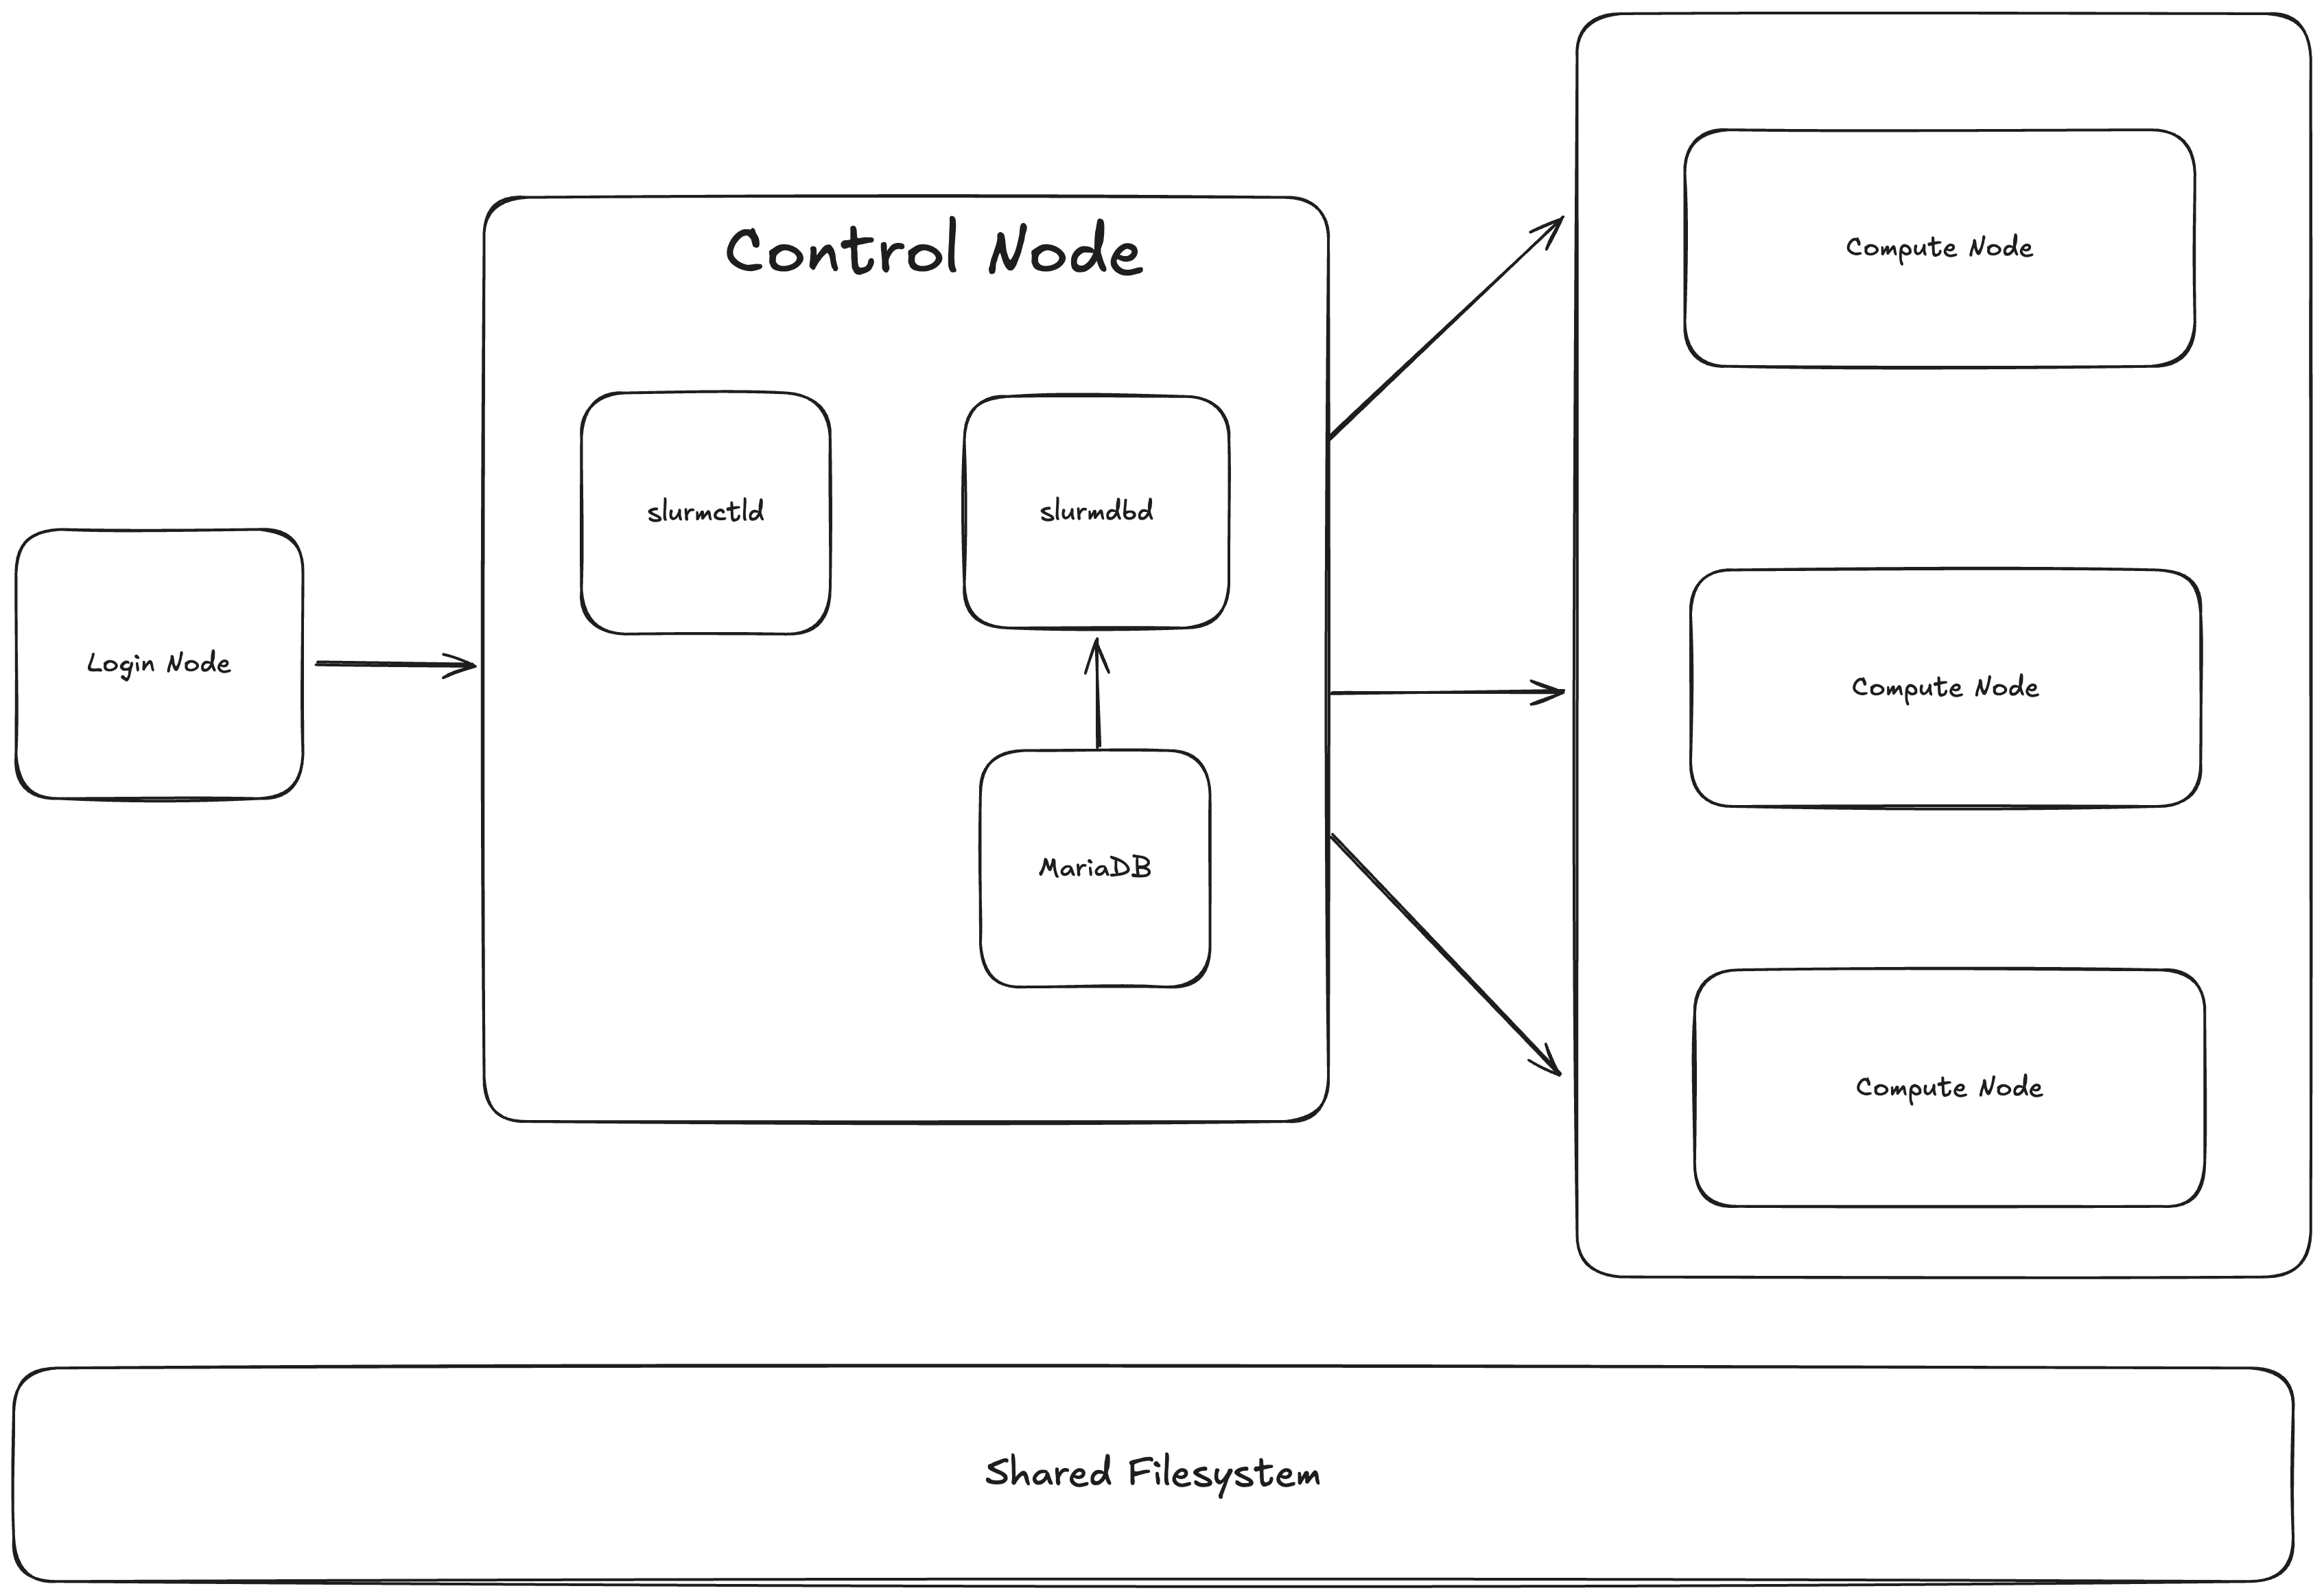 Control Node
Compute Node
slurmctld
slurmdbd
Login Node
Compute Node
MariaDB
Compute Node
Shared Filesystem